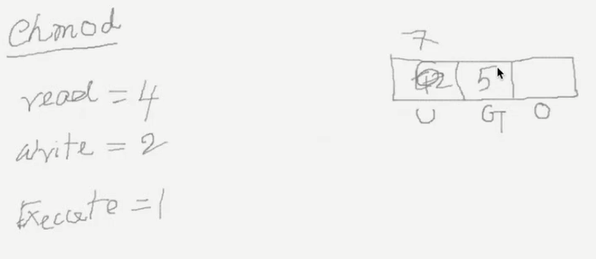 Chmod
read = 4
write = 2
Execute = 1
7
5
U G O